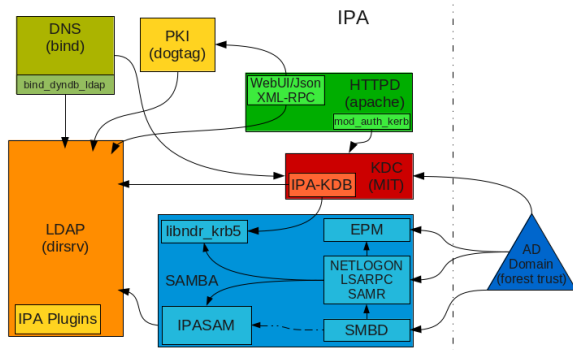 IPA
DNS
(bind)
bind_dyndb_ldap
PKI
(dogtag)
WebUI/Json
XML-RPC
HTTPD
(apache)
mod_auth_kerb
KDC
(MIT)
IPA-KDB
LDAP
(dirsrv)
IPA Plugins
libndr_krb5
EPM
SAMBA
NETLOGON
LSARPC
SAMR
IPASAM
SMBD
AD
Domain
(forest trust)